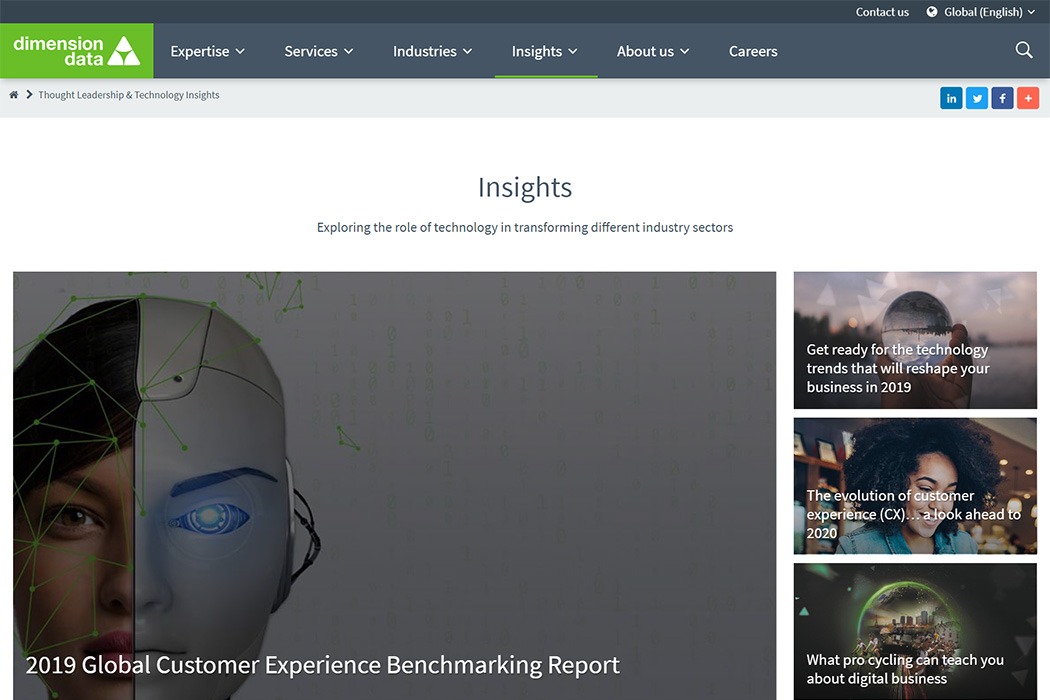 Contact us Global (English)
dimension
data
Expertise Services Industries Insights About us Careers
Thought Leadership & Technology Insights
in f +
Insights
Exploring the role of technology in transforming different industry sectors
2019 Global Customer Experience Benchmarking Report
Get ready for the technology
trends that will reshape your
business in 2019
The evolution of customer
experience (CX)… a look ahead to
2020
What pro cycling can teach you
about digital business